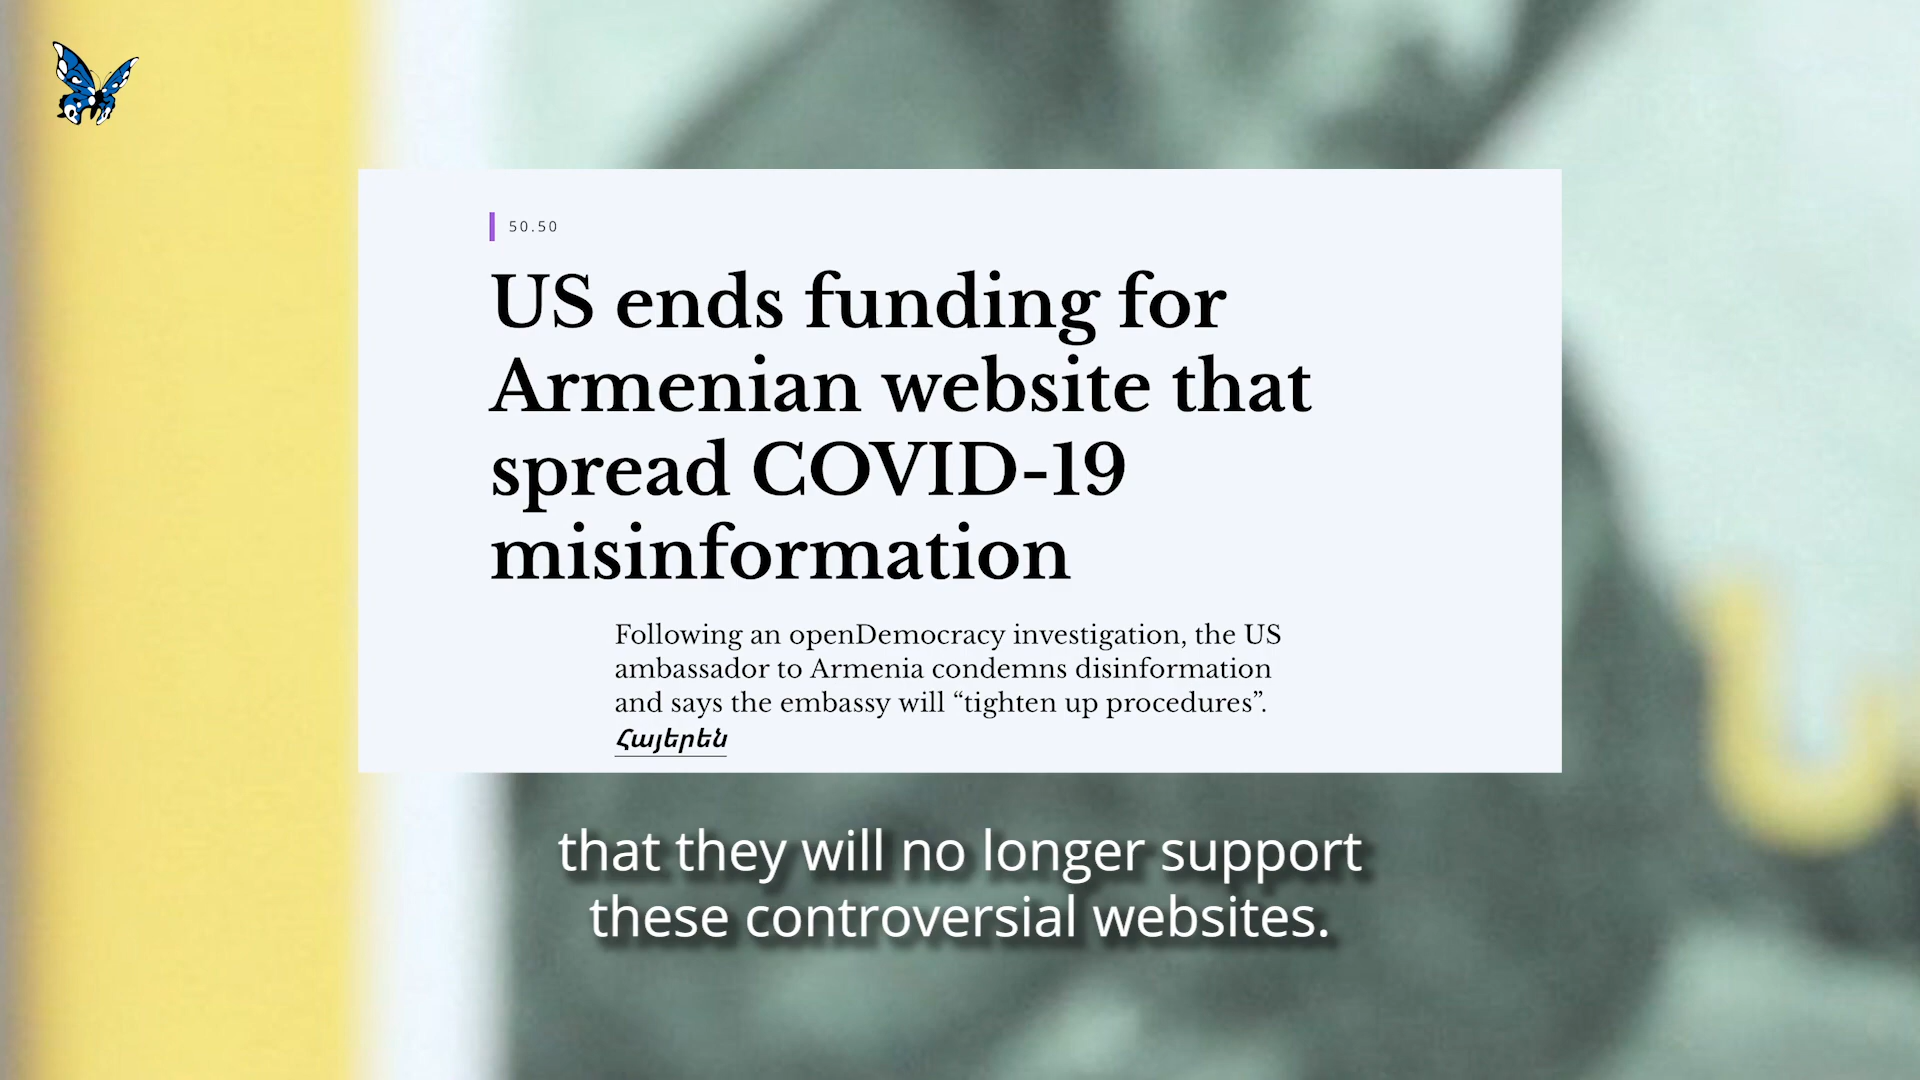 50.50
US ends funding for
Armenian website that
spread COVID-19
misinformation
Following an openDemocracy investigation, the US
ambassador to Armenia condemns disinformation
and says the embassy will “tighten up procedures”.
Հայերեն
that they will no longer support
these controversial websites.